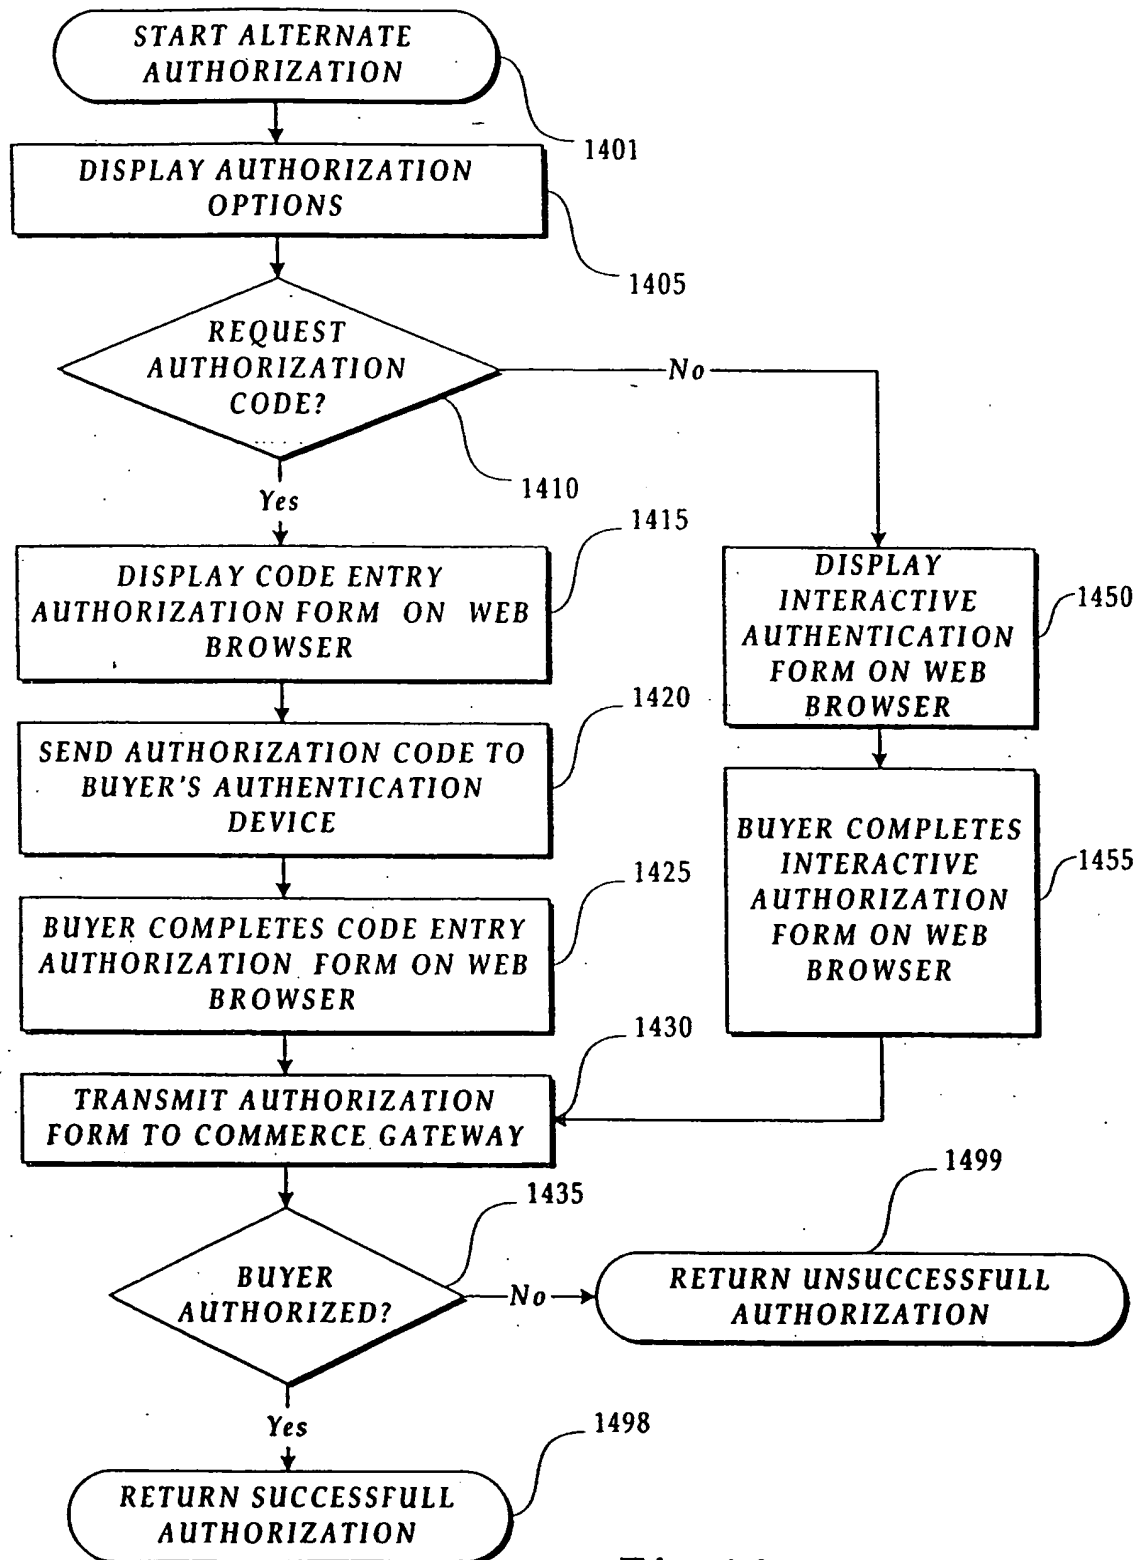 START ALTERNATE
AUTHORIZATION
1401
DISPLAY AUTHORIZATION
OPTIONS
1405
REQUEST
AUTHORIZATION
CODE?
No
1410
Yes
1415
DISPLAY CODE ENTRY
AUTHORIZATION FORM ON WEB
BROWSER
DISPLAY
INTERACTIVE
AUTHENTICATION
FORM ON WEB
BROWSER
1450
1420
SEND AUTHORIZATION CODE TO
BUYER'S AUTHENTICATION
DEVICE
BUYER COMPLETES
INTERACTIVE
AUTHORIZATION
FORM ON WEB
BROWSER
1455
1425
BUYER COMPLETES CODE ENTRY
AUTHORIZATION FORM ON WEB
BROWSER
1430
TRANSMIT AUTHORIZATION
FORM TO COMMERCE GATEWAY
1435
1499
BUYER
AUTHORIZED?
No
RETURN UNSUCCESSFULL
AUTHORIZATION
Yes
1498
RETURN SUCCESSFULL
AUTHORIZATION